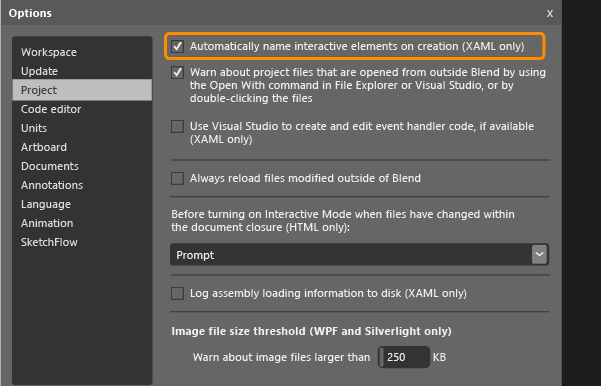 Options
x
Workspace
Update
Project
Code editor
Units
Artboard
Documents
Annotations
Language
Animation
SketchFlow
Automatically name interactive elements on creation (XAML only)
Warn about project files that are opened from outside Blend by using
the Open With command in File Explorer or Visual Studio, or by
double-clicking the files
Use Visual Studio to create and edit event handler code, if available
(XAML only)
Always reload files modified outside of Blend
Before turning on Interactive Mode when files have changed within
the document closure (HTML only):
Prompt
Log assembly loading information to disk (XAML only)
Image file size threshold (WPF and Silverlight only)
Warn about image files larger than 250 KB